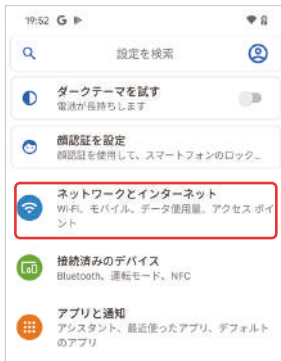 19:52 G
設定を検索
ダークテーマを試す
電池が長持ちします
顔認証を設定
顔認証を使用して、スマートフォンのロック...
ネットワークとインターネット
Wi-Fi、モバイル、データ使用量、アクセス ポイ
ント
接続済みのデバイス
Bluetooth、運転モード、NFC
アプリと通知
アシスタント、最近使ったアプリ、デフォルト
のアプリ